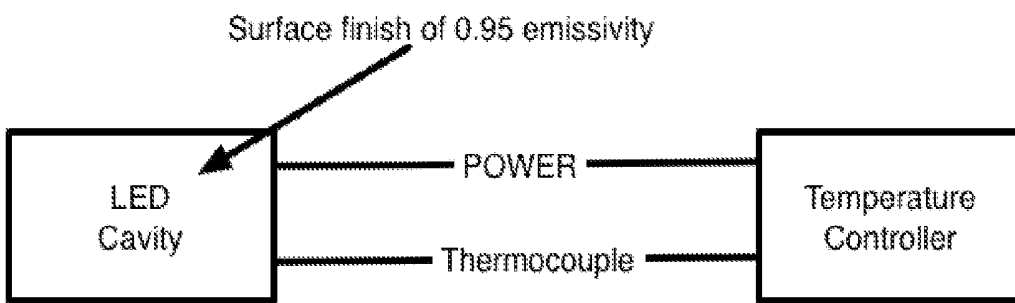 Surface finish of 0.95 emissivity
LED
Cavity
POWER
Thermocouple
Temperature
Controller